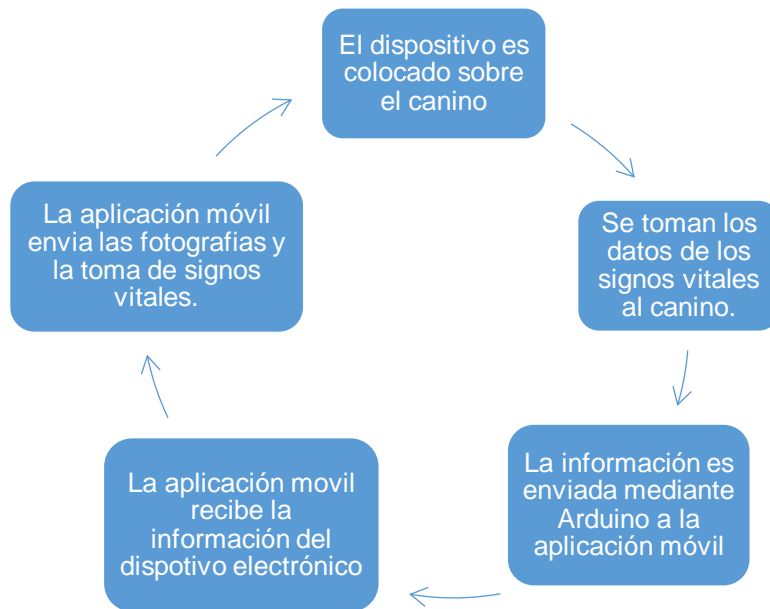 El dispositivo es
colocado sobre
el canino
Se toman los
datos de los
signos vitales
al canino.
La información es
enviada mediante
Arduino a la
aplicación móvil
La aplicación movil
recibe la
información del
dispotivo electrónico
La aplicación móvil
envia las fotografias y
la toma de signos
vitales.